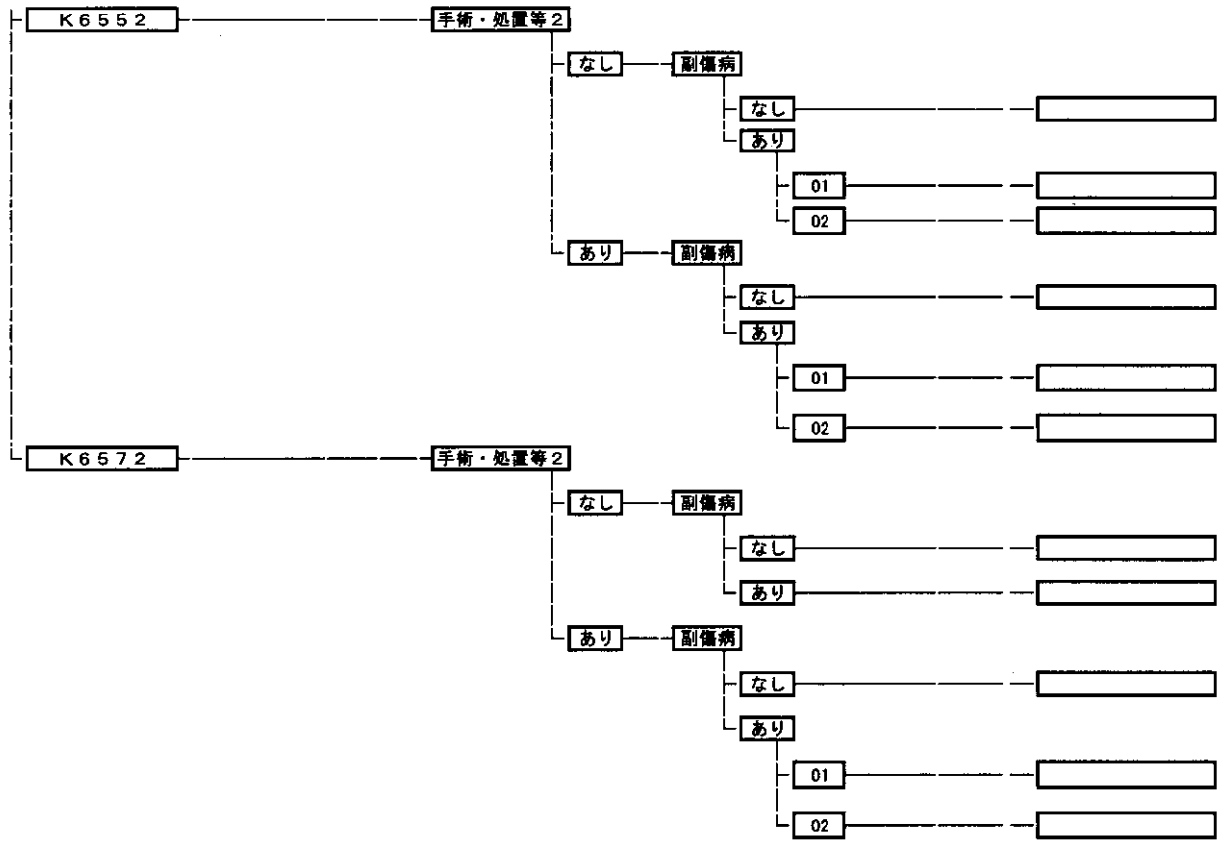 K6552 手術・処置等2
なし 副傷病
なし
あり
01
02
あり 副傷病
なし
あり
01
02
K6572 手術・処置等2
なし 副傷病
なし
あり
あり 副傷病
なし
あり
01
02